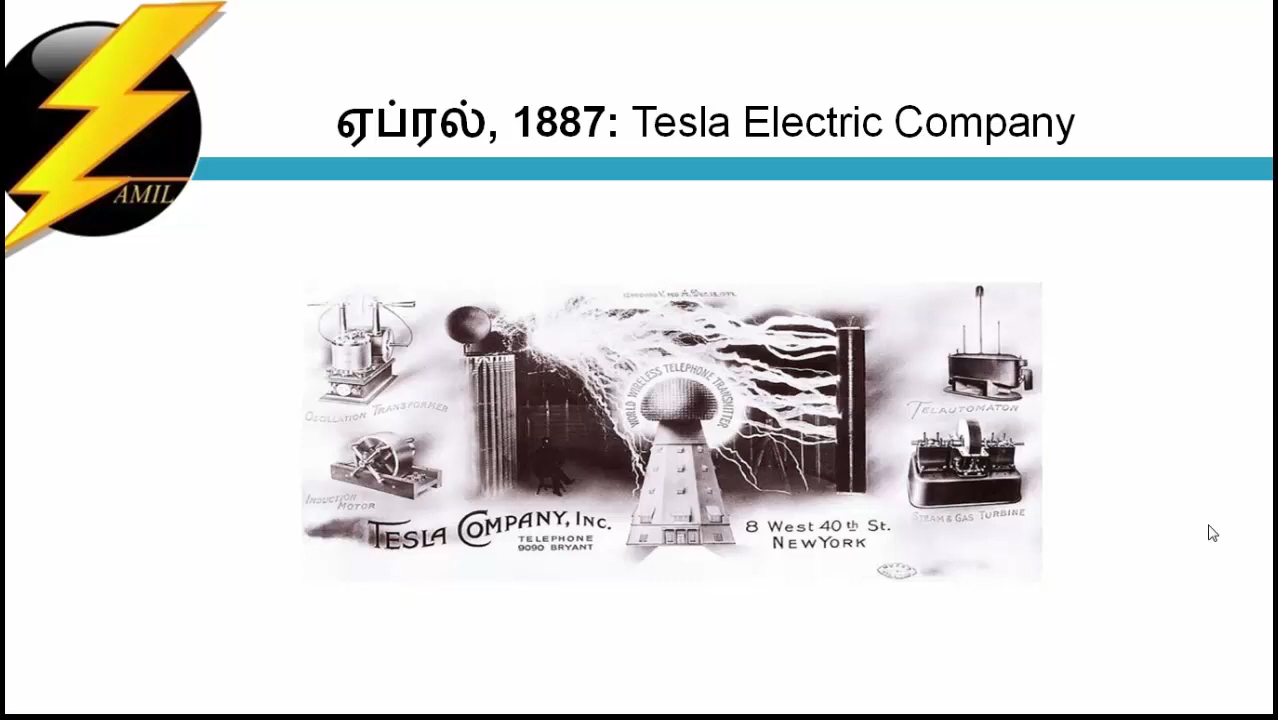 ஏப்ரல், 1887: Tesla Electric Company
AMIL
WORLD WIRELESS TELEPHONE TRANSMITTER
OSCILLATION TRANSFORMER
TELAUTOMATOR
INDUCTION
MOTOR
STEAM & GAS TURBINE
TESLA COMPANY, INC.
TELEPHONE
9090 BRYANT
8 West 40th St.
NEW YORK